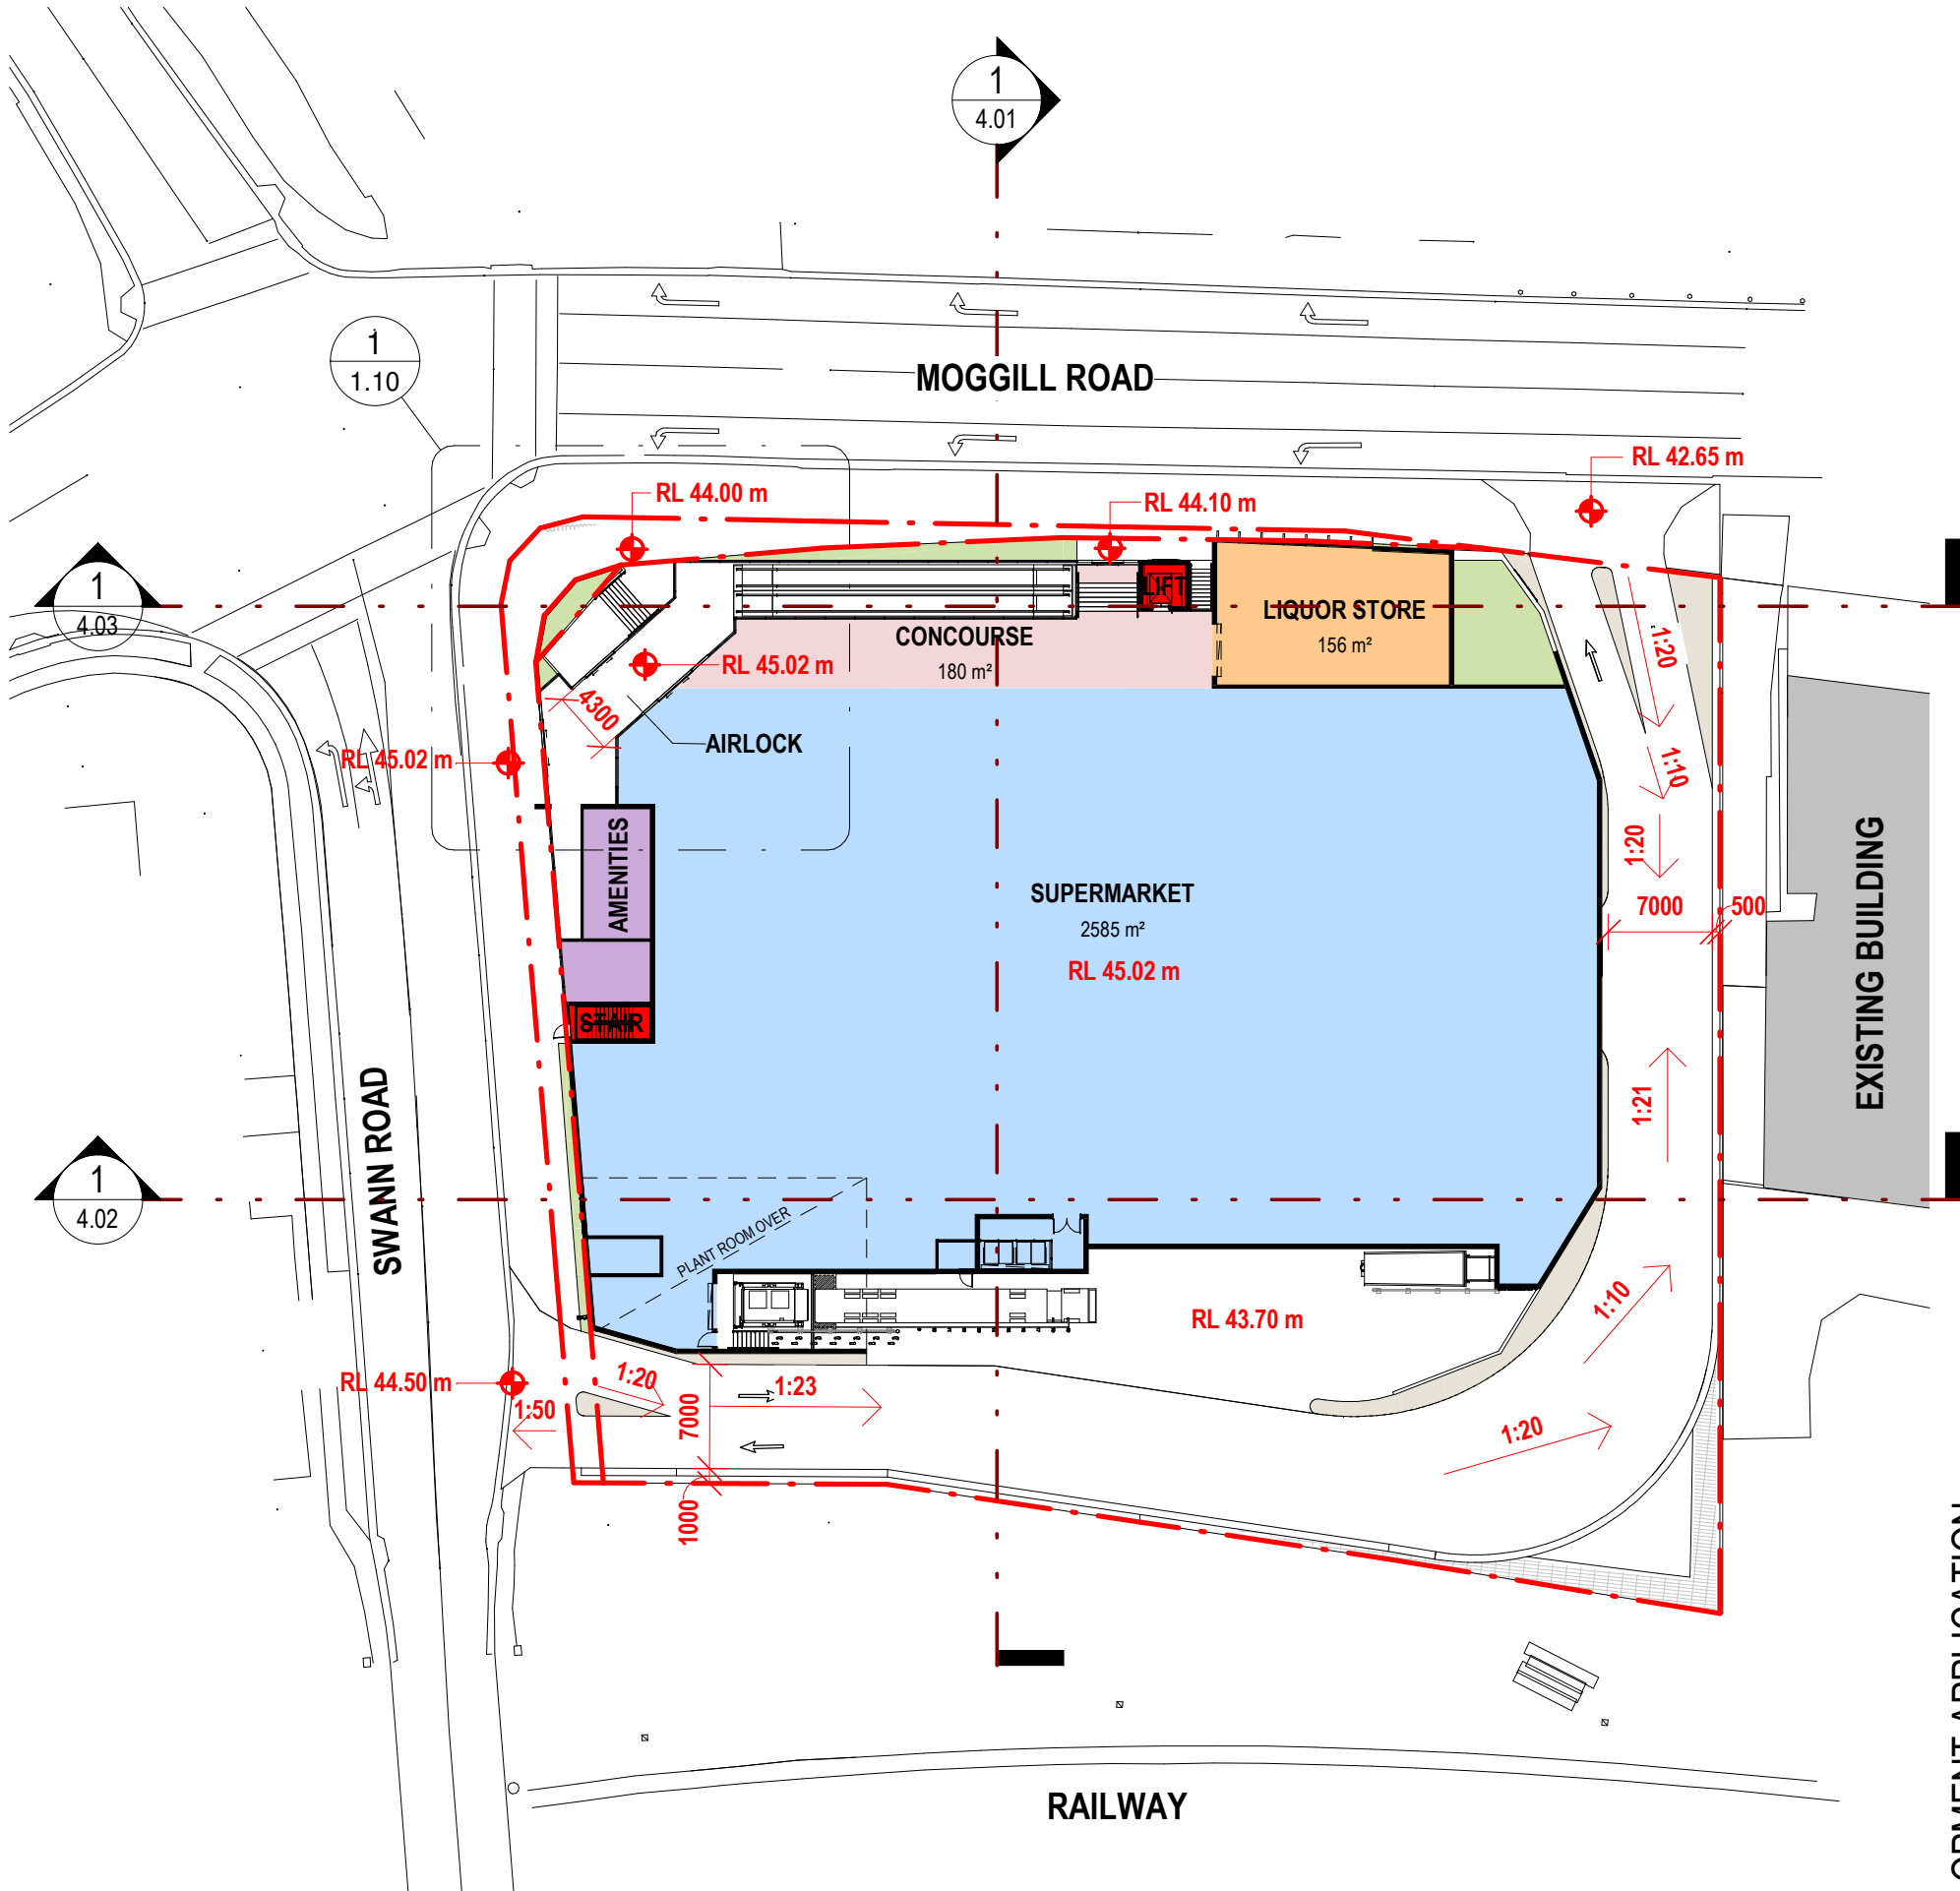 1
4.01
1
1.10
MOGGILL ROAD
RL 42.65 m
RL 44.00 m
RL 44.10 m
1
4.03
LIFT
LIQUOR STORE
156 m²
CONCOURSE
180 m²
1:20
RL 45.02 m
4300
AIRLOCK
RL 45.02 m
1:10
1:20
AMENITIES
SUPERMARKET
2585 m²
RL 45.02 m
7000
500
EXISTING BUILDING
STAIR
SWANN ROAD
1:21
1
4.02
PLANT ROOM OVER
1:10
RL 43.70 m
RL 44.50 m
1:20
1:23
1:50
7000
1:20
1000
RAILWAY
OPMENT APPLICATION